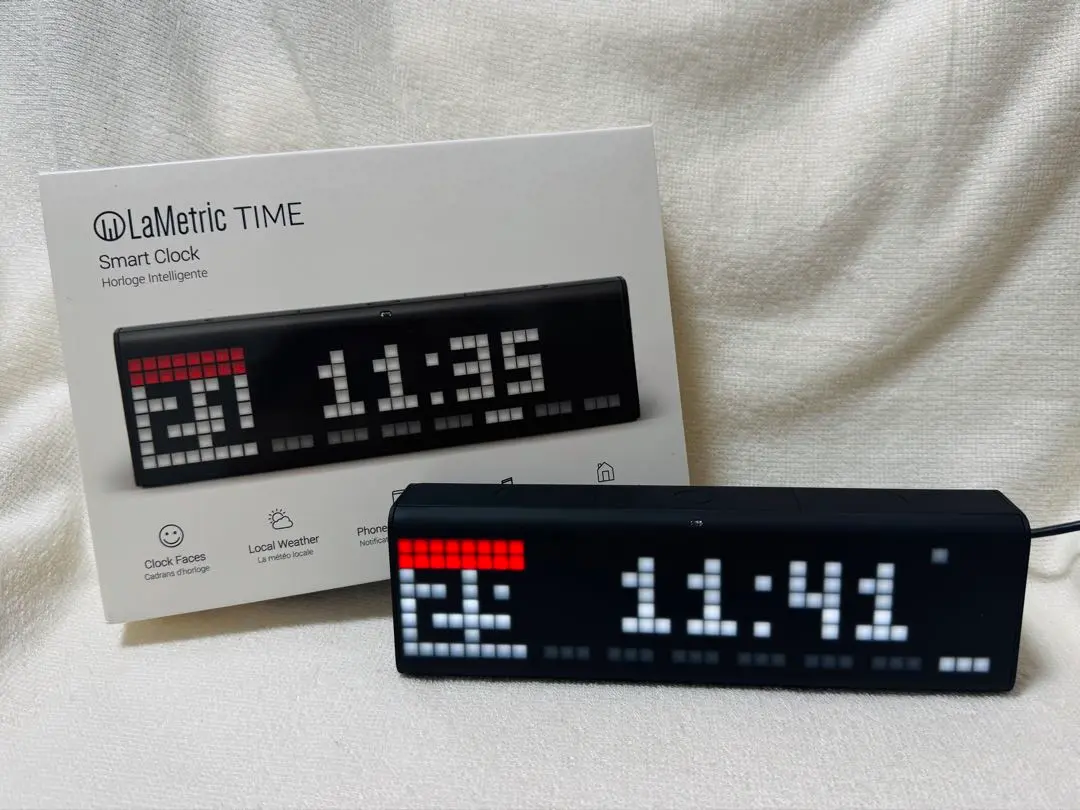 LaMetric TIME
Smart Clock
Horloge Intelligente
11:35
Clock Faces
Cadrans d'horloge
Local Weather
La météo locale
Phone
Notificat
11:41